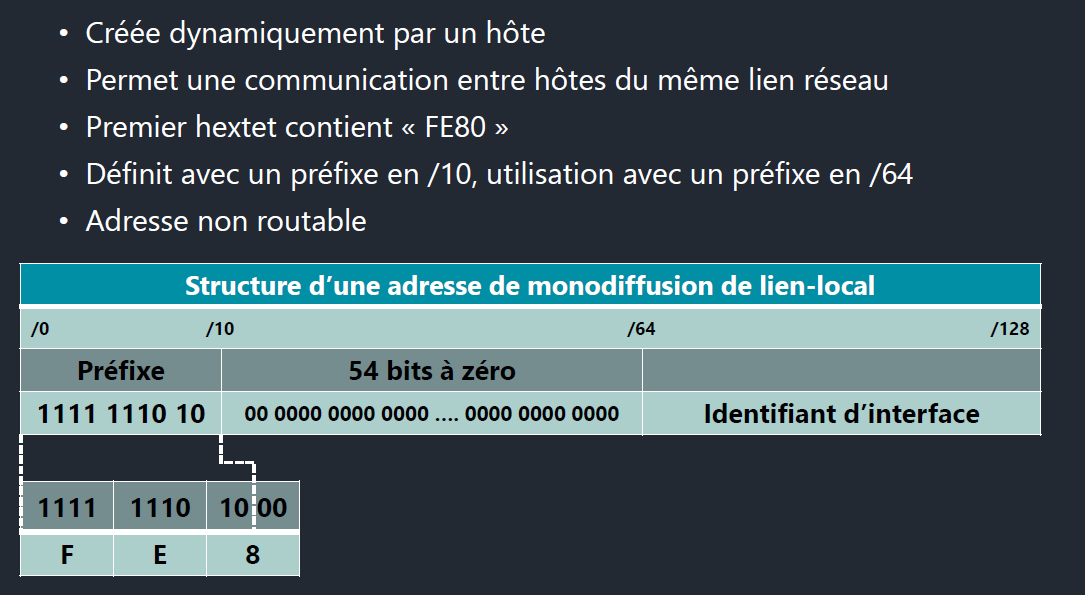 • Créée dynamiquement par un hôte
• Permet une communication entre hôtes du même lien réseau
• Premier hextet contient « FE80 »
• Définit avec un préfixe en /10, utilisation avec un préfixe en /64
• Adresse non routable
Structure d’une adresse de monodiffusion de lien-local
/0 /10 /64 /128
Préfixe 54 bits à zéro
1111 1110 10 00 0000 0000 0000 .... 0000 0000 0000 Identifiant d’interface
1111 1110 10 00
F E 8